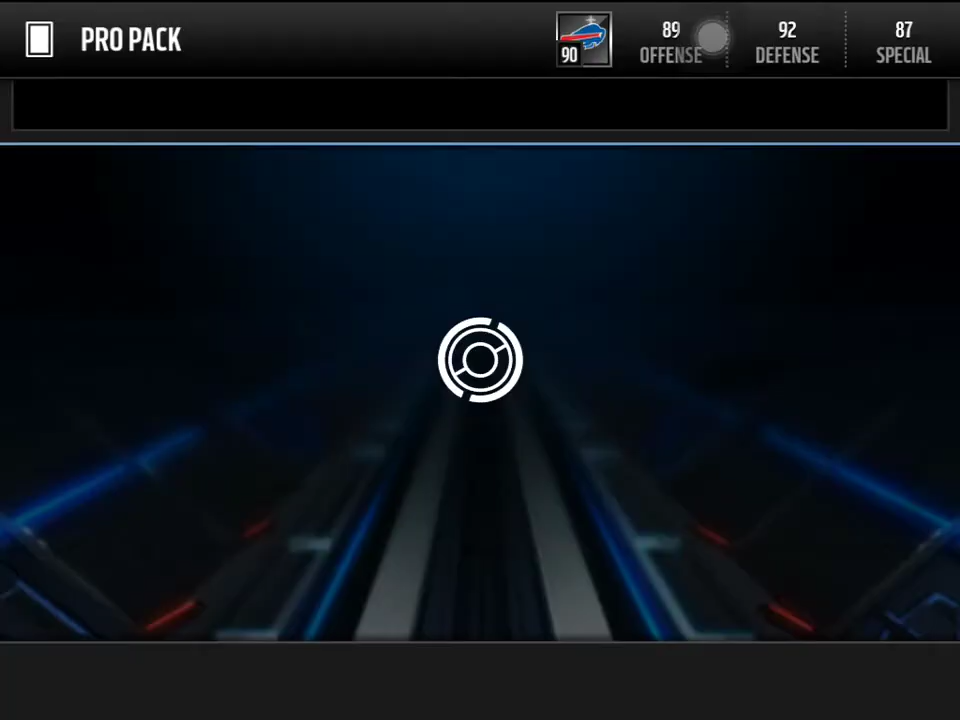 PRO PACK
90
89
OFFENSE
92
DEFENSE
87
SPECIAL